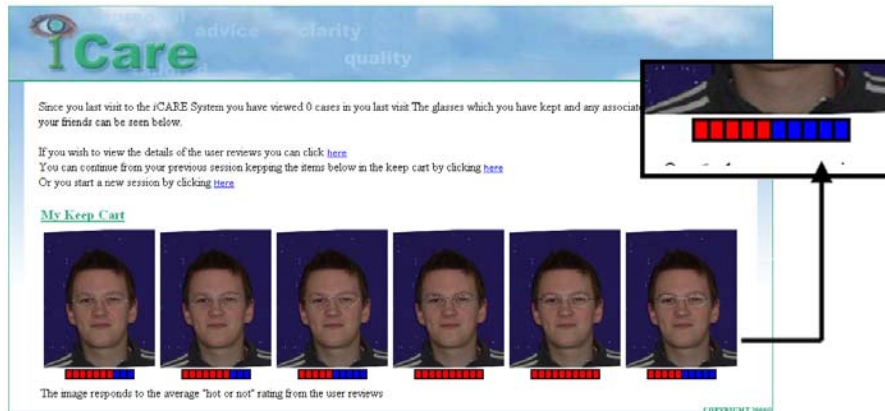 advice clarity
iCare
quality
Since you last visit to the iCARE System you have viewed 0 cases in you last visit The glasses which you have kept and any associate
your friends can be seen below.
If you wish to view the details of the user reviews you can click here
You can continue from your previous session kepping the items below in the keep cart by clicking here
Or you start a new session by clicking Here
My Keep Cart
The image responds to the average "hot or not" rating from the user reviews